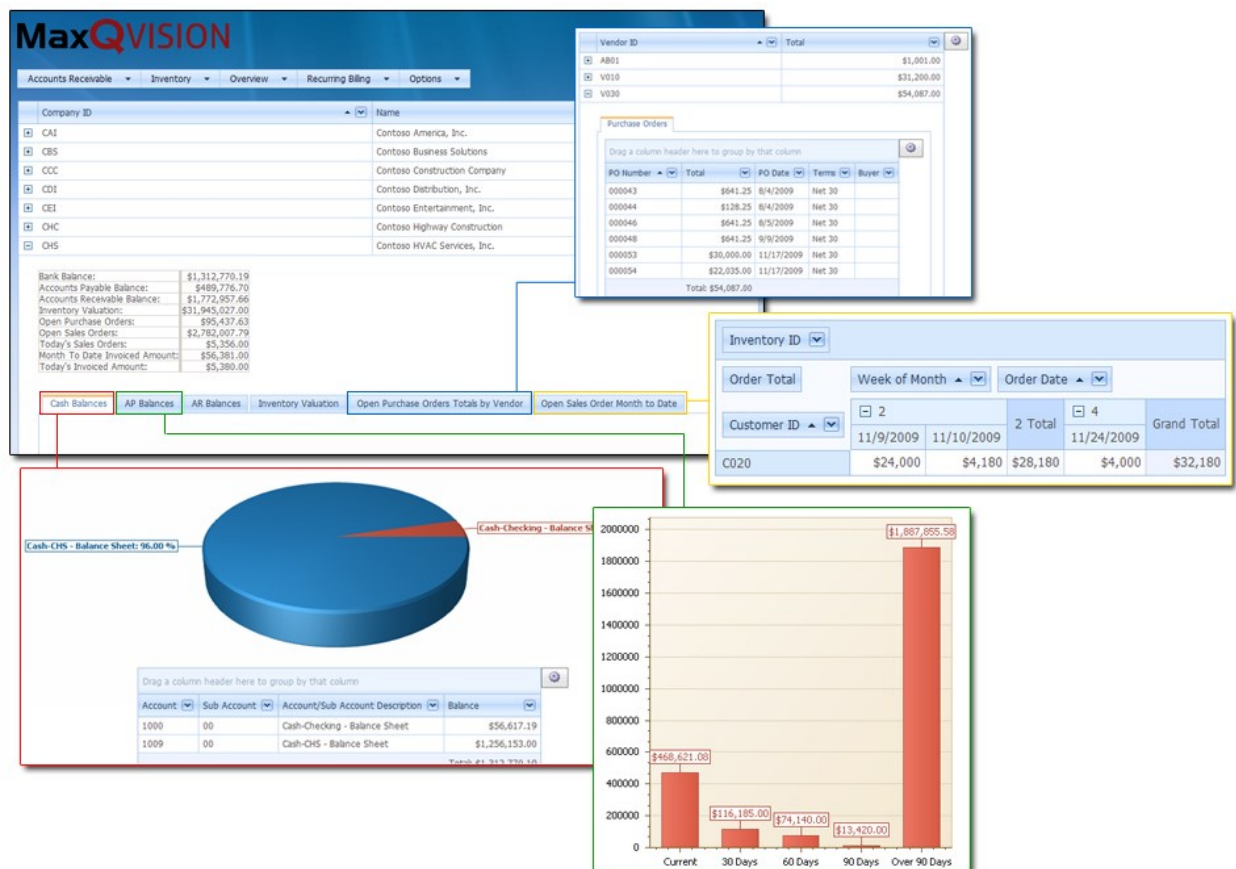 MaxQVISION
Accounts Receivable Inventory Overview Recurring Billing Options
Company ID Name
CAI Contoso America, Inc.
CBS Contoso Business Solutions
CCC Contoso Construction Company
CDI Contoso Distribution, Inc.
CEI Contoso Entertainment, Inc.
CHC Contoso Highway Construction
CHS Contoso HVAC Services, Inc.
Bank Balance: $1,312,770.19
Accounts Payable Balance: $489,776.70
Accounts Receivable Balance: $1,772,957.66
Inventory Valuation: $31,945,027.00
Open Purchase Orders: $95,437.63
Open Sales Orders: $2,782,007.79
Today's Sales Orders: $5,356.00
Month To Date Invoiced Amount: $56,381.00
Today's Invoiced Amount: $5,380.00
Cash Balances AP Balances AR Balances Inventory Valuation Open Purchase Orders Totals by Vendor Open Sales Order Month to Date
Vendor ID Total
AB01 $1,001.00
V010 $31,200.00
V030 $54,087.00
Purchase Orders
Drag a column header here to group by that column
PO Number Total PO Date Terms Buyer
000043 $641.25 8/4/2009 Net 30
000044 $128.25 8/4/2009 Net 30
000046 $641.25 8/5/2009 Net 30
000048 $641.25 9/9/2009 Net 30
000053 $30,000.00 11/17/2009 Net 30
000054 $22,035.00 11/17/2009 Net 30
Total: $54,087.00
Inventory ID
Order Total Week of Month Order Date
Customer ID 2 2 Total 4 Grand Total
11/9/2009 11/10/2009 11/24/2009
C020 $24,000 $4,180 $28,180 $4,000 $32,180
Cash-CHS - Balance Sheet: 96.00 %
Cash-Checking - Balance
Drag a column header here to group by that column
Account Sub Account Account/Sub Account Description Balance
1000 00 Cash-Checking - Balance Sheet $56,617.19
1009 00 Cash-CHS - Balance Sheet $1,256,153.00
Total: $1,312,770.19
2000000
1800000
1600000
1400000
1200000
1000000
800000
600000
400000
200000
0
$468,621.08
$116,185.00
$74,140.00
$13,420.00
$1,887,855.58
Current 30 Days 60 Days 90 Days Over 90 Days